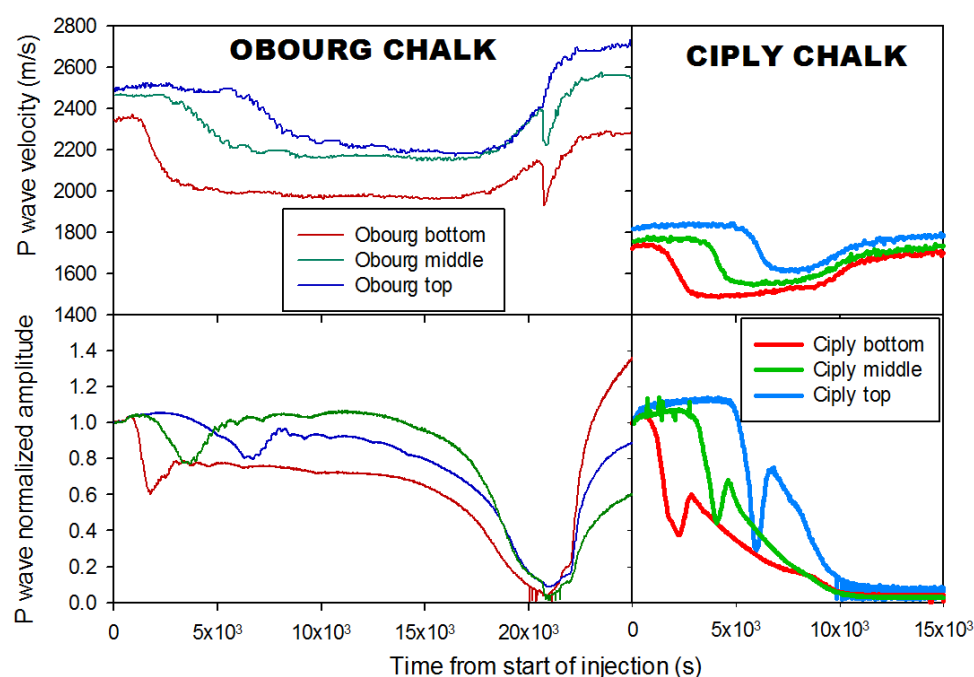 OBOURG CHALK
CIPLY CHALK
P wave velocity (m/s)
2800
2600
2400
2200
2000
1800
1600
1400
Obourg bottom
Obourg middle
Obourg top
P wave normalized amplitude
1.4
1.2
1.0
0.8
0.6
0.4
0.2
0.0
Ciply bottom
Ciply middle
Ciply top
0
5x10³
10x10³
15x10³
20x10³
0
5x10³
10x10³
15x10³
Time from start of injection (s)